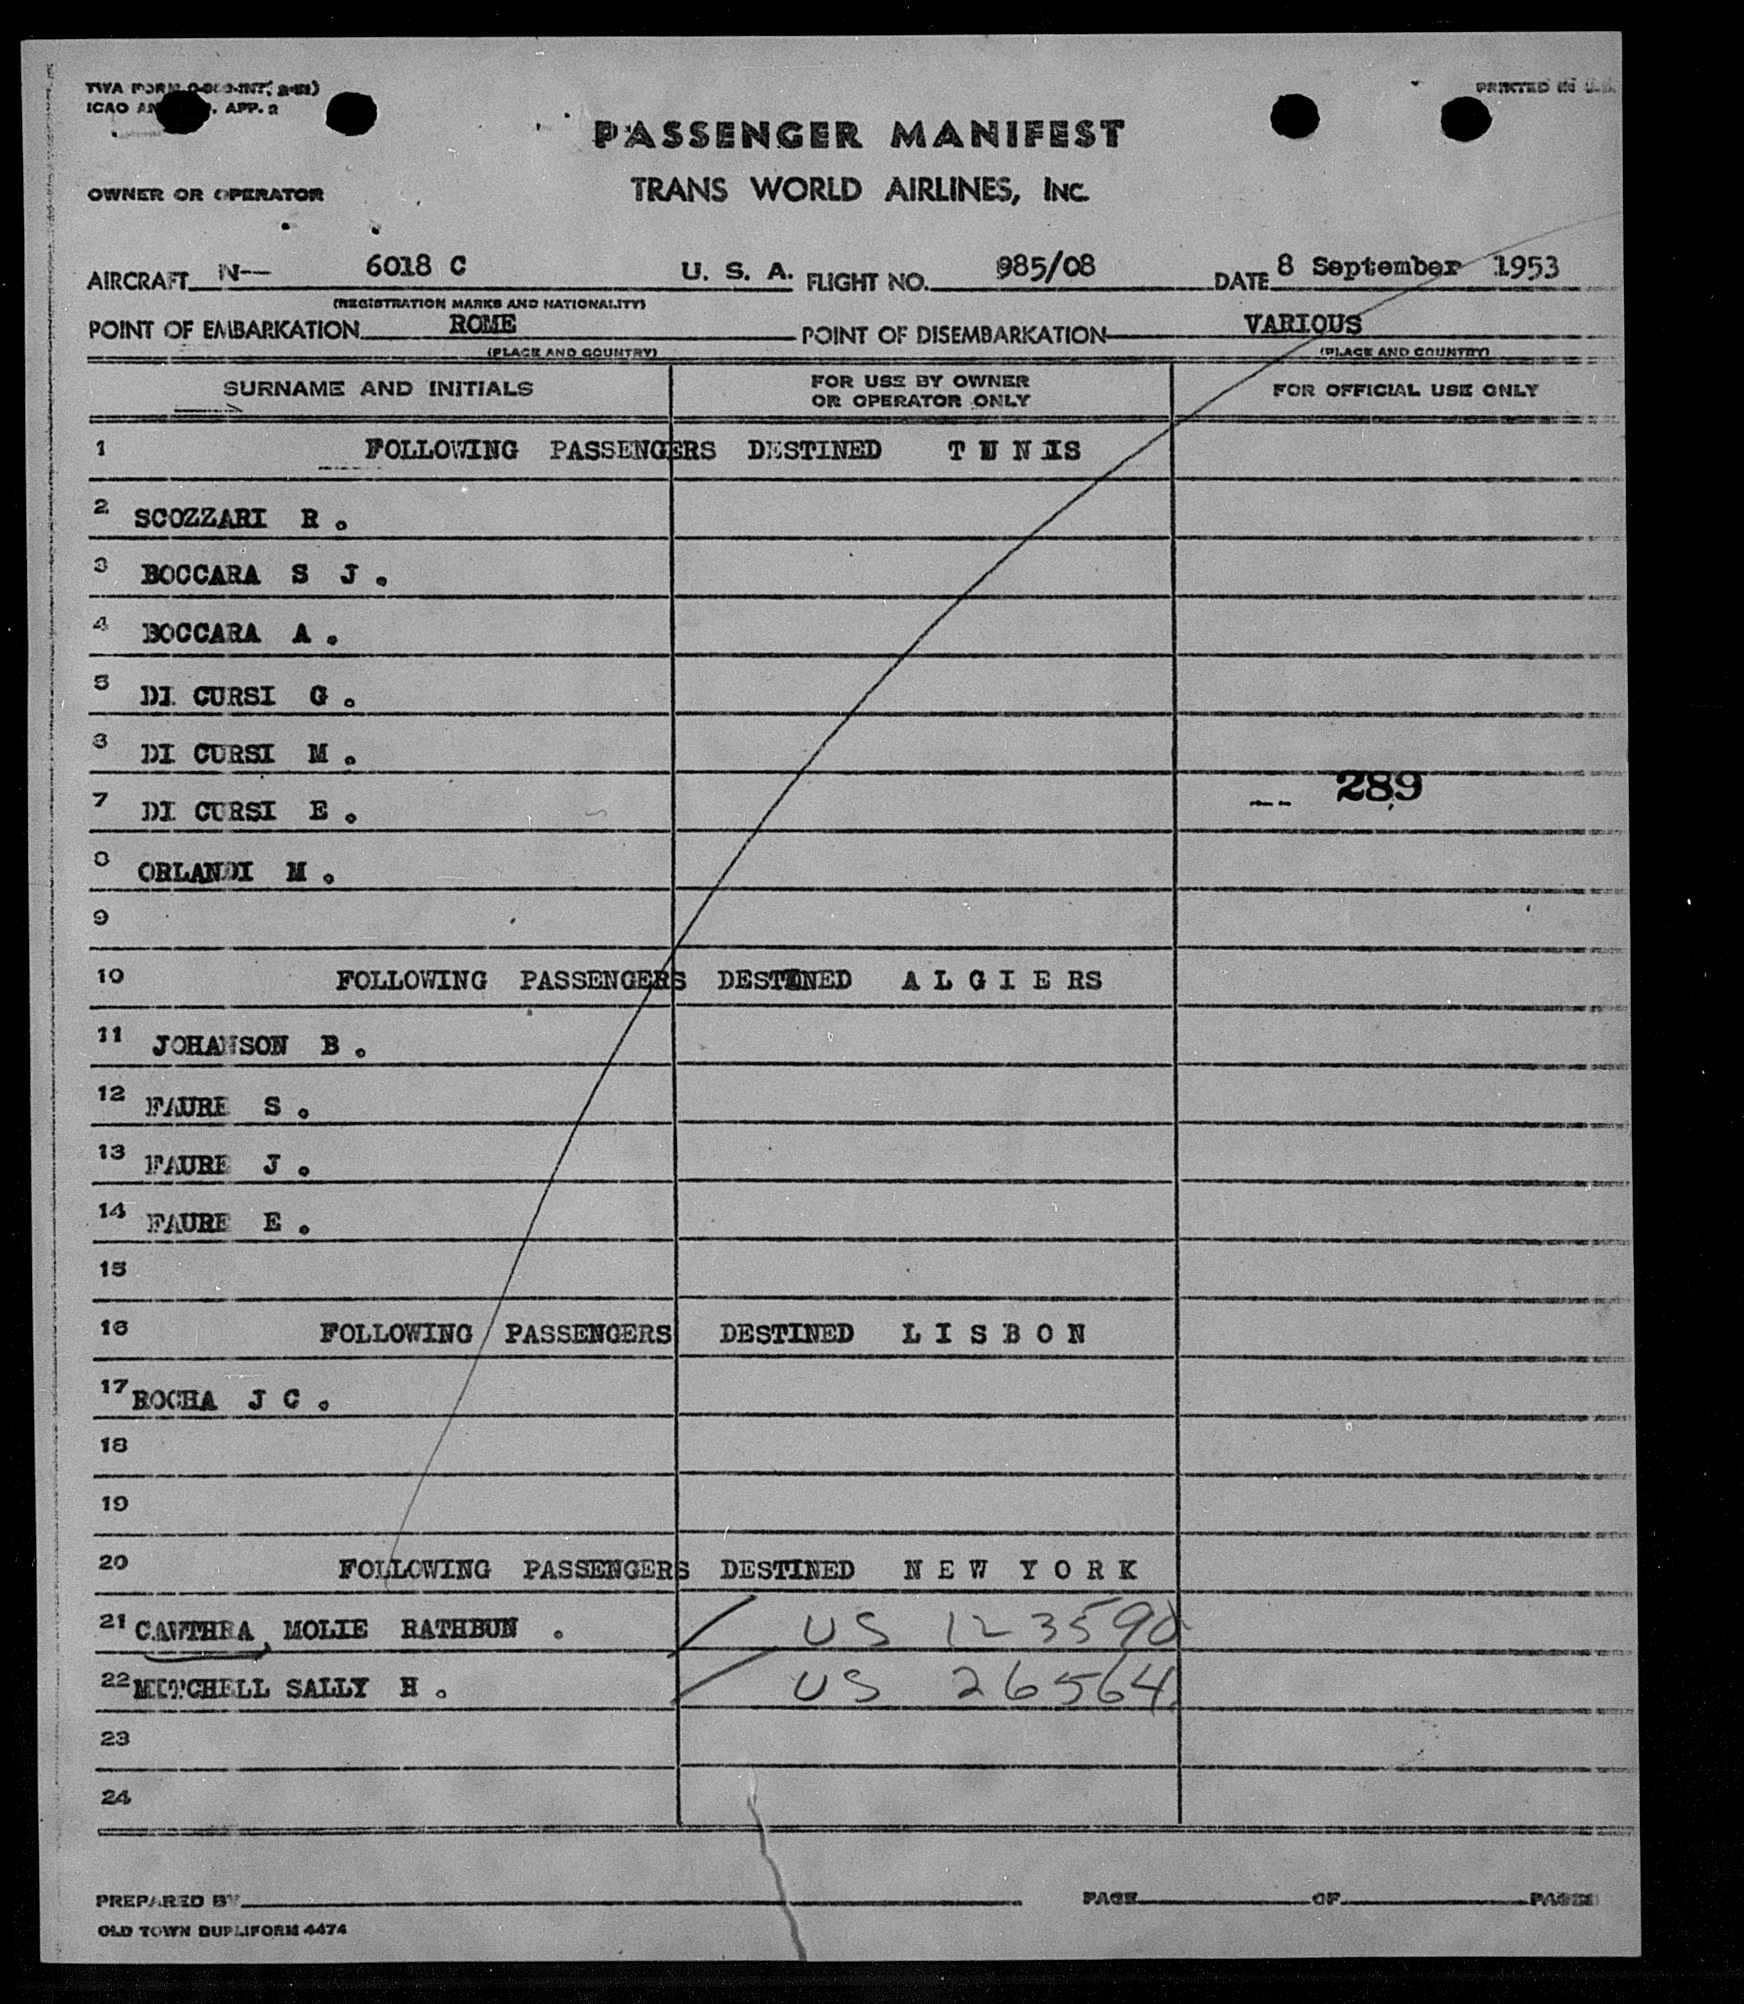 TWA FORM
ICAO APP. 2
PRINTED IN
PASSENGER MANIFEST
OWNER OR OPERATOR
TRANS WORLD AIRLINES, INC.
AIRCRAFT N-- 6018 C U. S. A. FLIGHT NO. 985/08 DATE 8 September 1953
(REGISTRATION MARKS AND NATIONALITY)
POINT OF EMBARKATION ROME POINT OF DISEMBARKATION VARIOUS
(PLACE AND COUNTRY) (PLACE AND COUNTRY)
SURNAME AND INITIALS FOR USE BY OWNER OR OPERATOR ONLY FOR OFFICIAL USE ONLY
1 FOLLOWING PASSENGERS DESTINED T U N IS
2 SCOZZARI R .
3 BOCCARA S J .
4 BOCCARA A .
5 DI CURSI G .
6 DI CURSI M .
289
7 DI CURSI E .
8 ORLANDI M .
9
10 FOLLOWING PASSENGERS DESTINED A L G I E RS
11 JOHANSON B .
12 FAURE S .
13 FAURE J .
14 FAURE E .
15
16 FOLLOWING PASSENGERS DESTINED L I S B O N
17 ROCHA J C .
18
19
20 FOLLOWING PASSENGERS DESTINED N E W Y O R K
21 CAWTHRA, MOLIE RATHBUN . US 123590
22 MITCHELL SALLY H . US 26564
23
24
PREPARED BY PAGE OF PAGES
OLD TOWN DUPLIFORM 4474